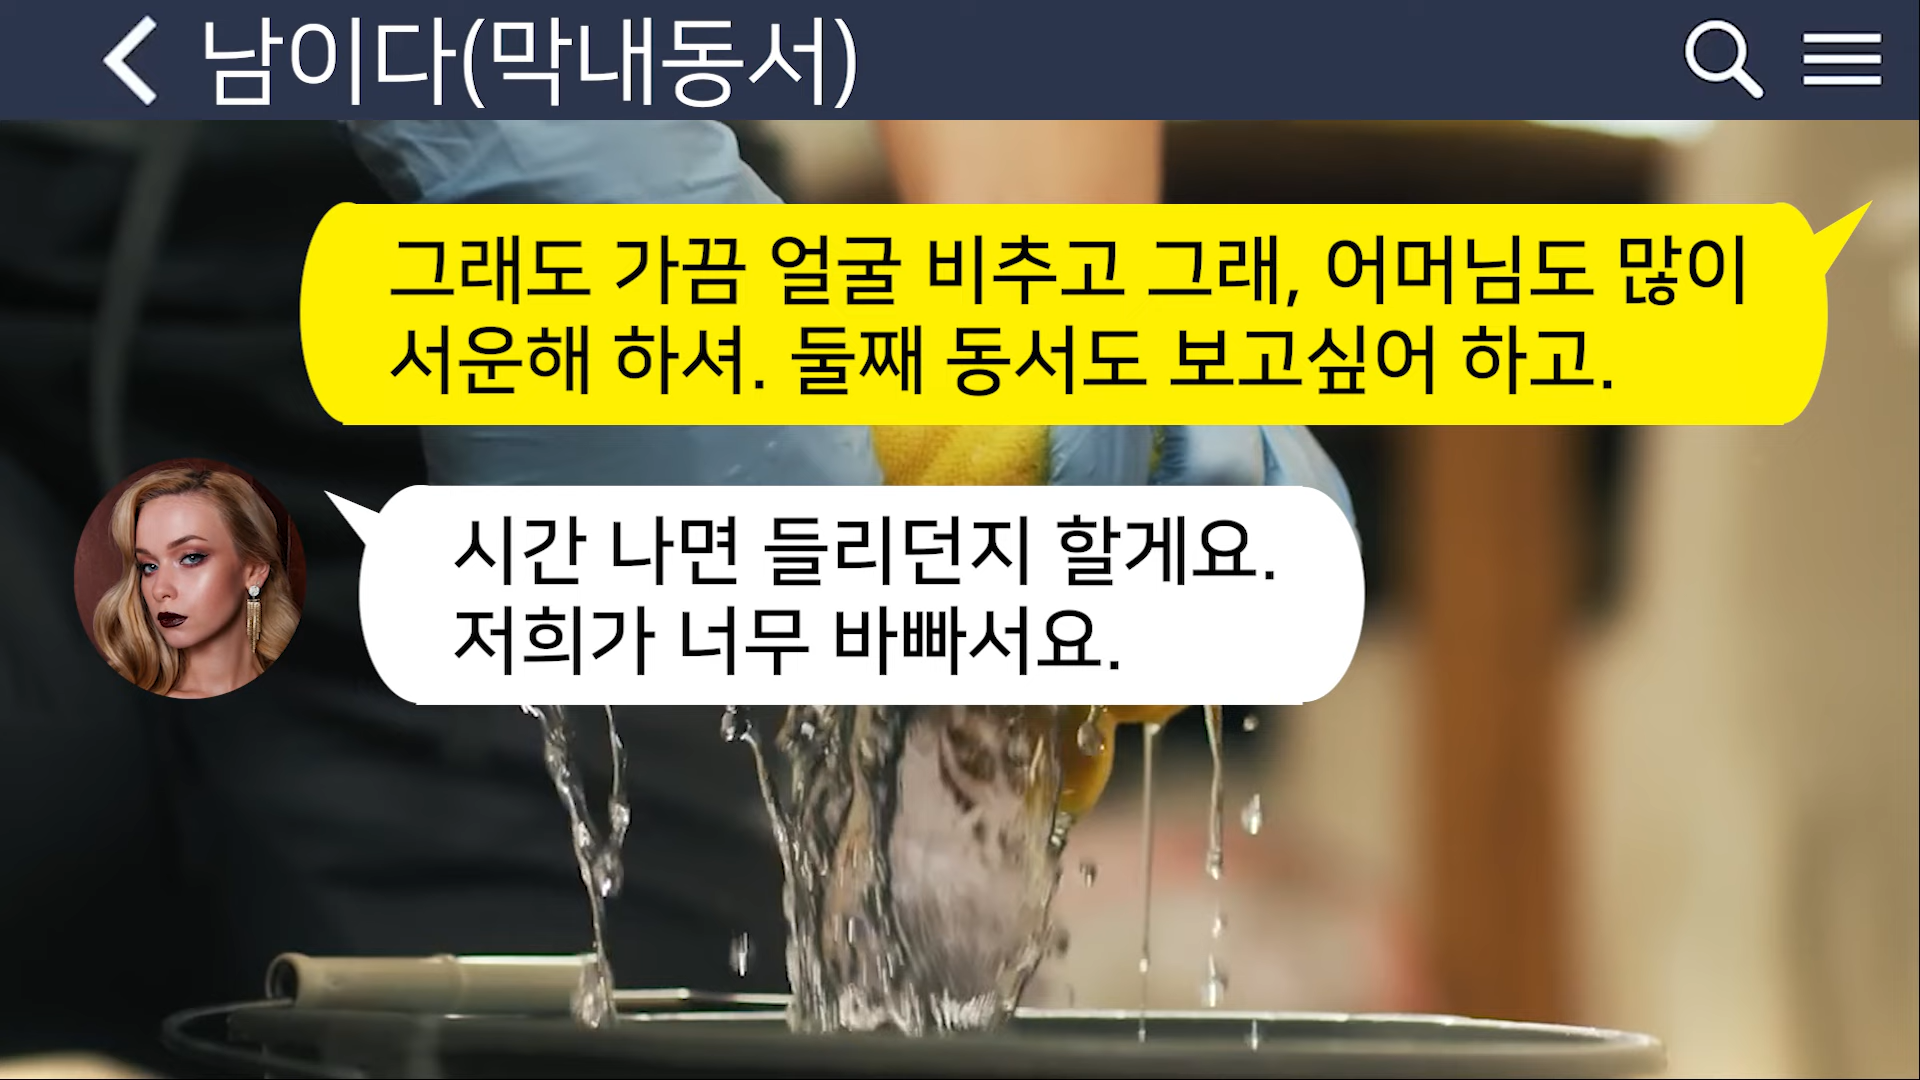 남이다(막내동서)
그래도 가끔 얼굴 비추고 그래, 어머님도 많이
서운해 하셔. 둘째 동서도 보고싶어 하고.
시간 나면 들리던지 할게요.
저희가 너무 바빠서요.